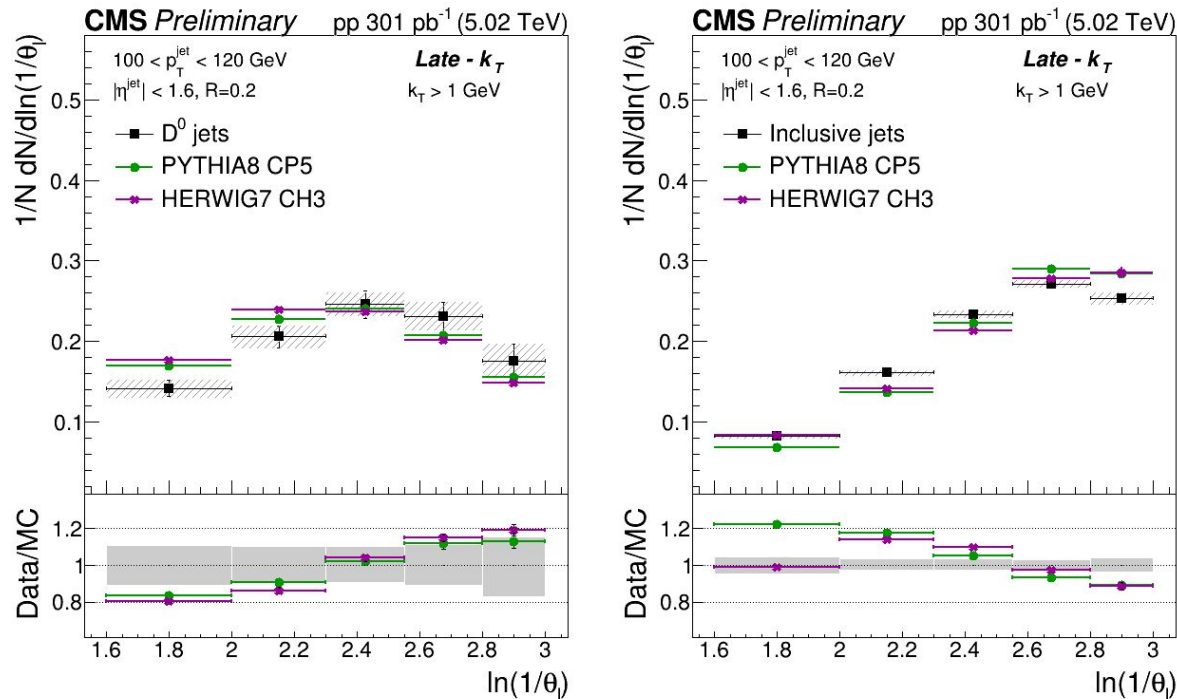 CMS Preliminary pp 301 pb⁻¹ (5.02 TeV)
100 < p_T^jet < 120 GeV
|η^jet| < 1.6, R=0.2
Late - k_T
k_T > 1 GeV
D⁰ jets
PYTHIA8 CP5
HERWIG7 CH3
1/N dN/dln(1/θ_l)
0.5
0.4
0.3
0.2
0.1
Data/MC
1.2
1
0.8
1.6 1.8 2 2.2 2.4 2.6 2.8 3
ln(1/θ_l)
CMS Preliminary pp 301 pb⁻¹ (5.02 TeV)
100 < p_T^jet < 120 GeV
|η^jet| < 1.6, R=0.2
Late - k_T
k_T > 1 GeV
Inclusive jets
PYTHIA8 CP5
HERWIG7 CH3
1/N dN/dln(1/θ_l)
0.5
0.4
0.3
0.2
0.1
Data/MC
1.2
1
0.8
1.6 1.8 2 2.2 2.4 2.6 2.8 3
ln(1/θ_l)